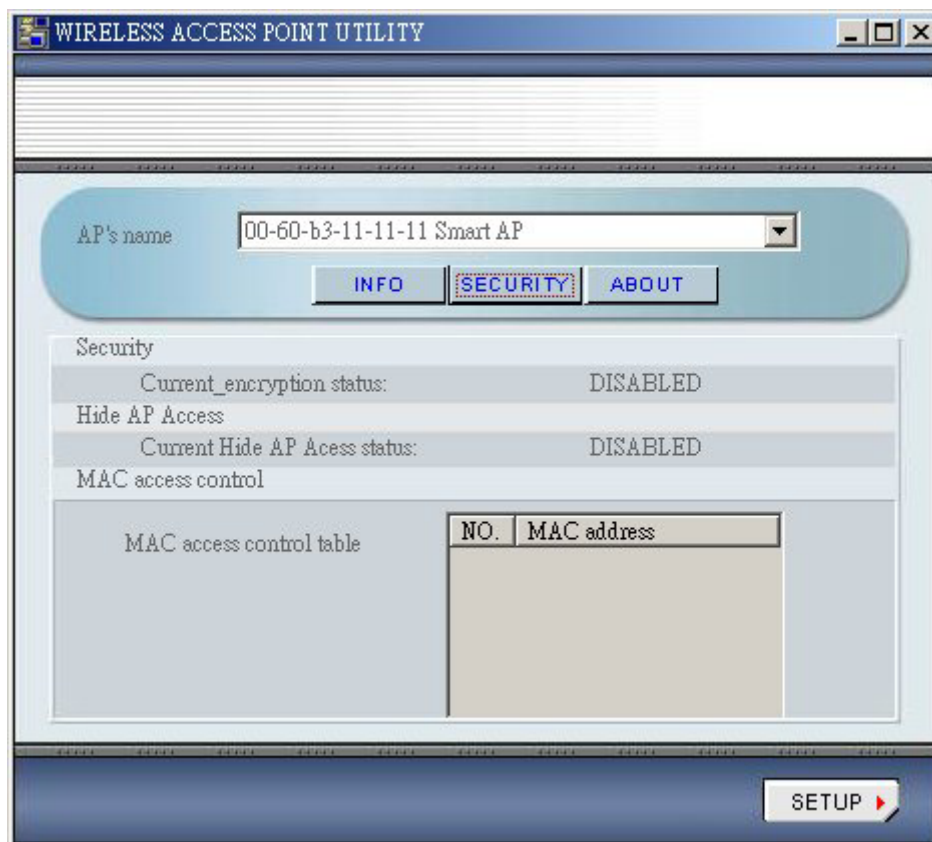 WIRELESS ACCESS POINT UTILITY
AP's name
00-60-b3-11-11-11 Smart AP
INFO SECURITY ABOUT
Security
Current_encryption status: DISABLED
Hide AP Access
Current Hide AP Acess status: DISABLED
MAC access control
MAC access control table
NO. MAC address
SETUP